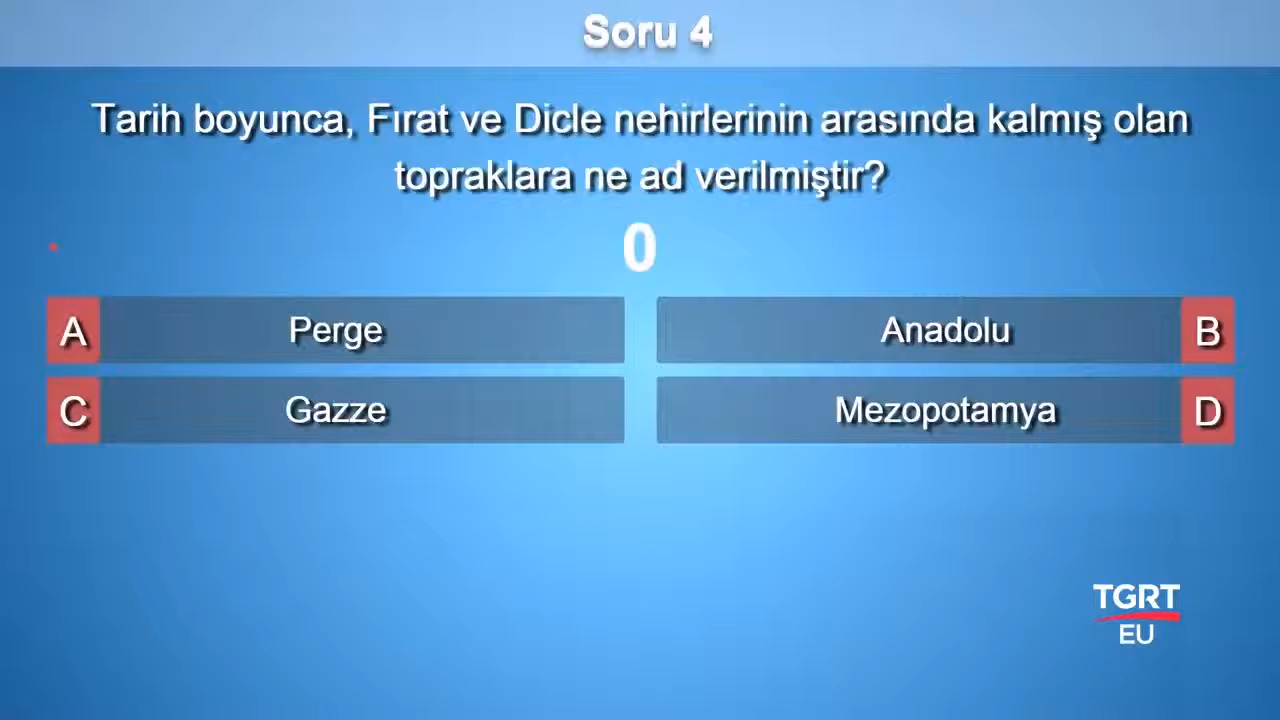 Soru 4
Tarih boyunca, Fırat ve Dicle nehirlerinin arasında kalmış olan
topraklara ne ad verilmiştir?
0
A Perge
Anadolu B
C Gazze
Mezopotamya D
TGRT
EU